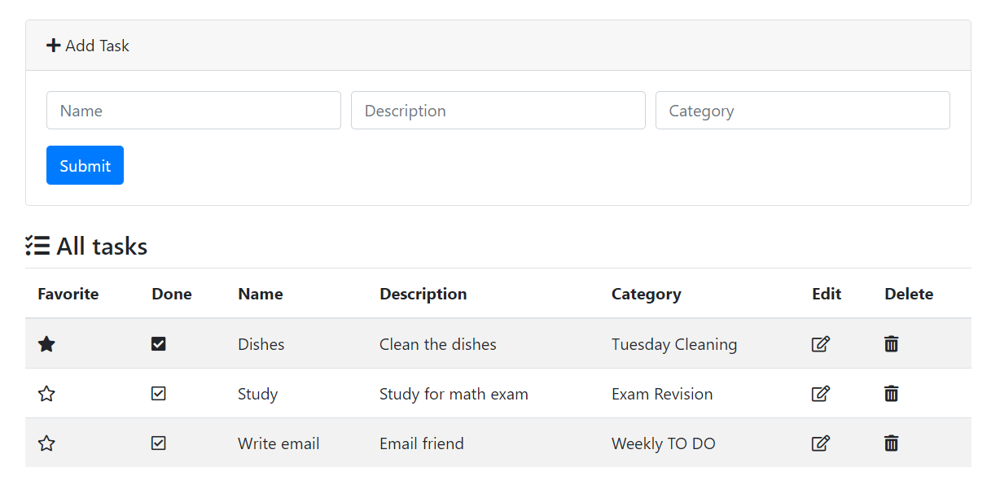 Add Task
Name Description Category
Submit
All tasks
Favorite Done Name Description Category Edit Delete
Dishes Clean the dishes Tuesday Cleaning
Study Study for math exam Exam Revision
Write email Email friend Weekly TO DO